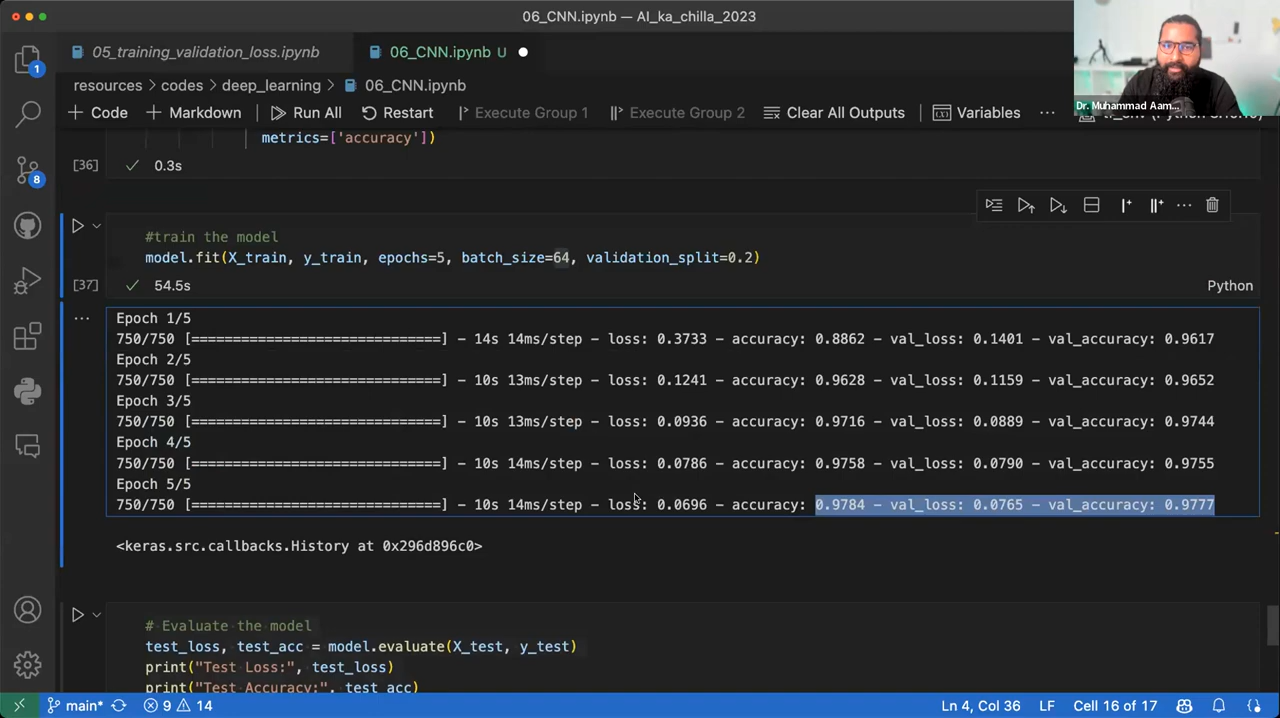 06_CNN.ipynb — AI_ka_chilla_2023
05_training_validation_loss.ipynb
06_CNN.ipynb U
resources > codes > deep_learning > 06_CNN.ipynb
+ Code + Markdown Run All Restart Execute Group 1 Execute Group 2 Clear All Outputs Variables ...
Dr. Muhammad Aam...
metrics=['accuracy'])
[36] ✓ 0.3s
#train the model
model.fit(X_train, y_train, epochs=5, batch_size=64, validation_split=0.2)
[37] ✓ 54.5s Python
Epoch 1/5
750/750 [==============================] - 14s 14ms/step - loss: 0.3733 - accuracy: 0.8862 - val_loss: 0.1401 - val_accuracy: 0.9617
Epoch 2/5
750/750 [==============================] - 10s 13ms/step - loss: 0.1241 - accuracy: 0.9628 - val_loss: 0.1159 - val_accuracy: 0.9652
Epoch 3/5
750/750 [==============================] - 10s 13ms/step - loss: 0.0936 - accuracy: 0.9716 - val_loss: 0.0889 - val_accuracy: 0.9744
Epoch 4/5
750/750 [==============================] - 10s 14ms/step - loss: 0.0786 - accuracy: 0.9758 - val_loss: 0.0790 - val_accuracy: 0.9755
Epoch 5/5
750/750 [==============================] - 10s 14ms/step - loss: 0.0696 - accuracy: 0.9784 - val_loss: 0.0765 - val_accuracy: 0.9777
<keras.src.callbacks.History at 0x296d896c0>
# Evaluate the model
test_loss, test_acc = model.evaluate(X_test, y_test)
print("Test Loss:", test_loss)
print("Test Accuracy:", test_acc)
1
8
main* 9 14 Ln 4, Col 36 LF Cell 16 of 17